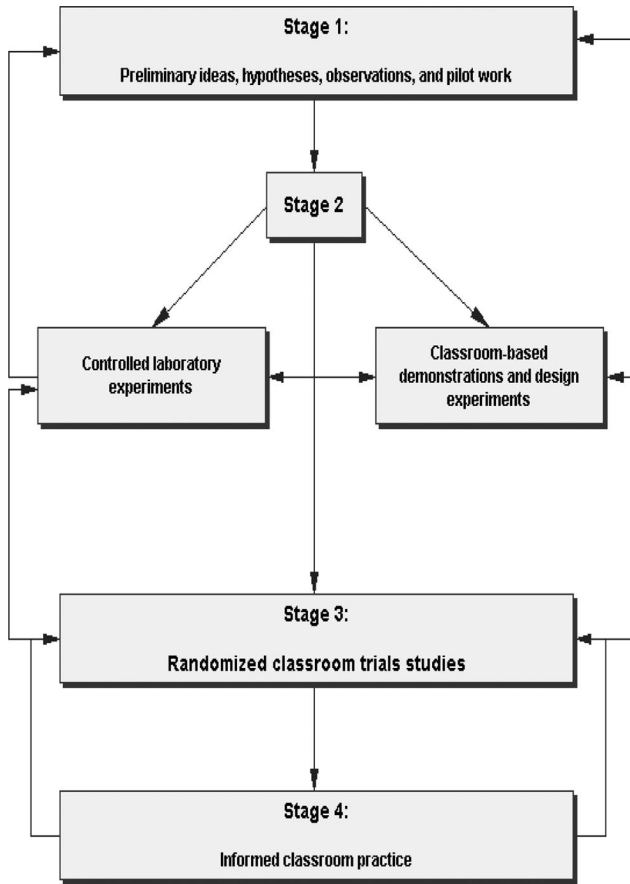 Stage 1:
Preliminary ideas, hypotheses, observations, and pilot work
Stage 2
Controlled laboratory
experiments
Classroom-based
demonstrations and design
experiments
Stage 3:
Randomized classroom trials studies
Stage 4:
Informed classroom practice